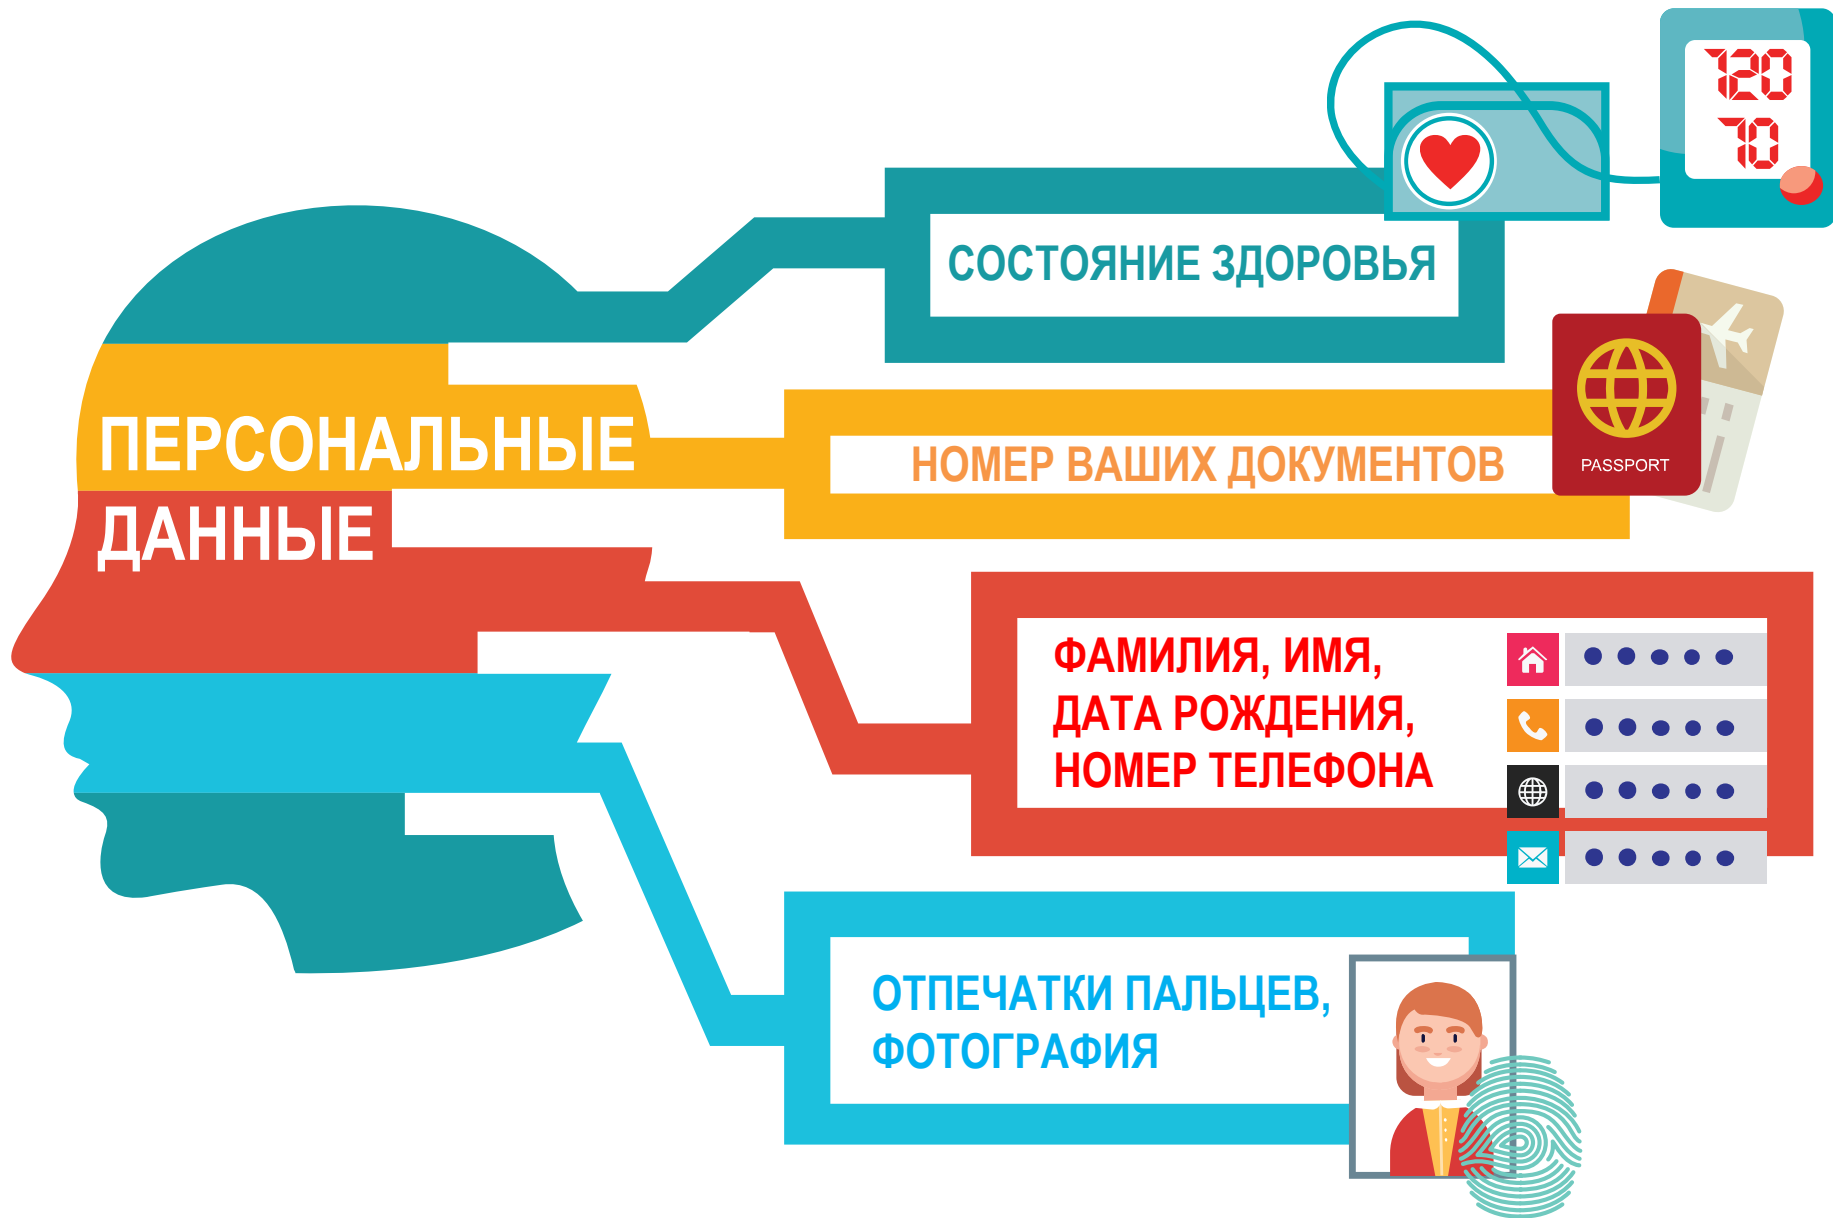 120
70
СОСТОЯНИЕ ЗДОРОВЬЯ
ПЕРСОНАЛЬНЫЕ
ДАННЫЕ
НОМЕР ВАШИХ ДОКУМЕНТОВ
PASSPORT
ФАМИЛИЯ, ИМЯ,
ДАТА РОЖДЕНИЯ,
НОМЕР ТЕЛЕФОНА
ОТПЕЧАТКИ ПАЛЬЦЕВ,
ФОТОГРАФИЯ